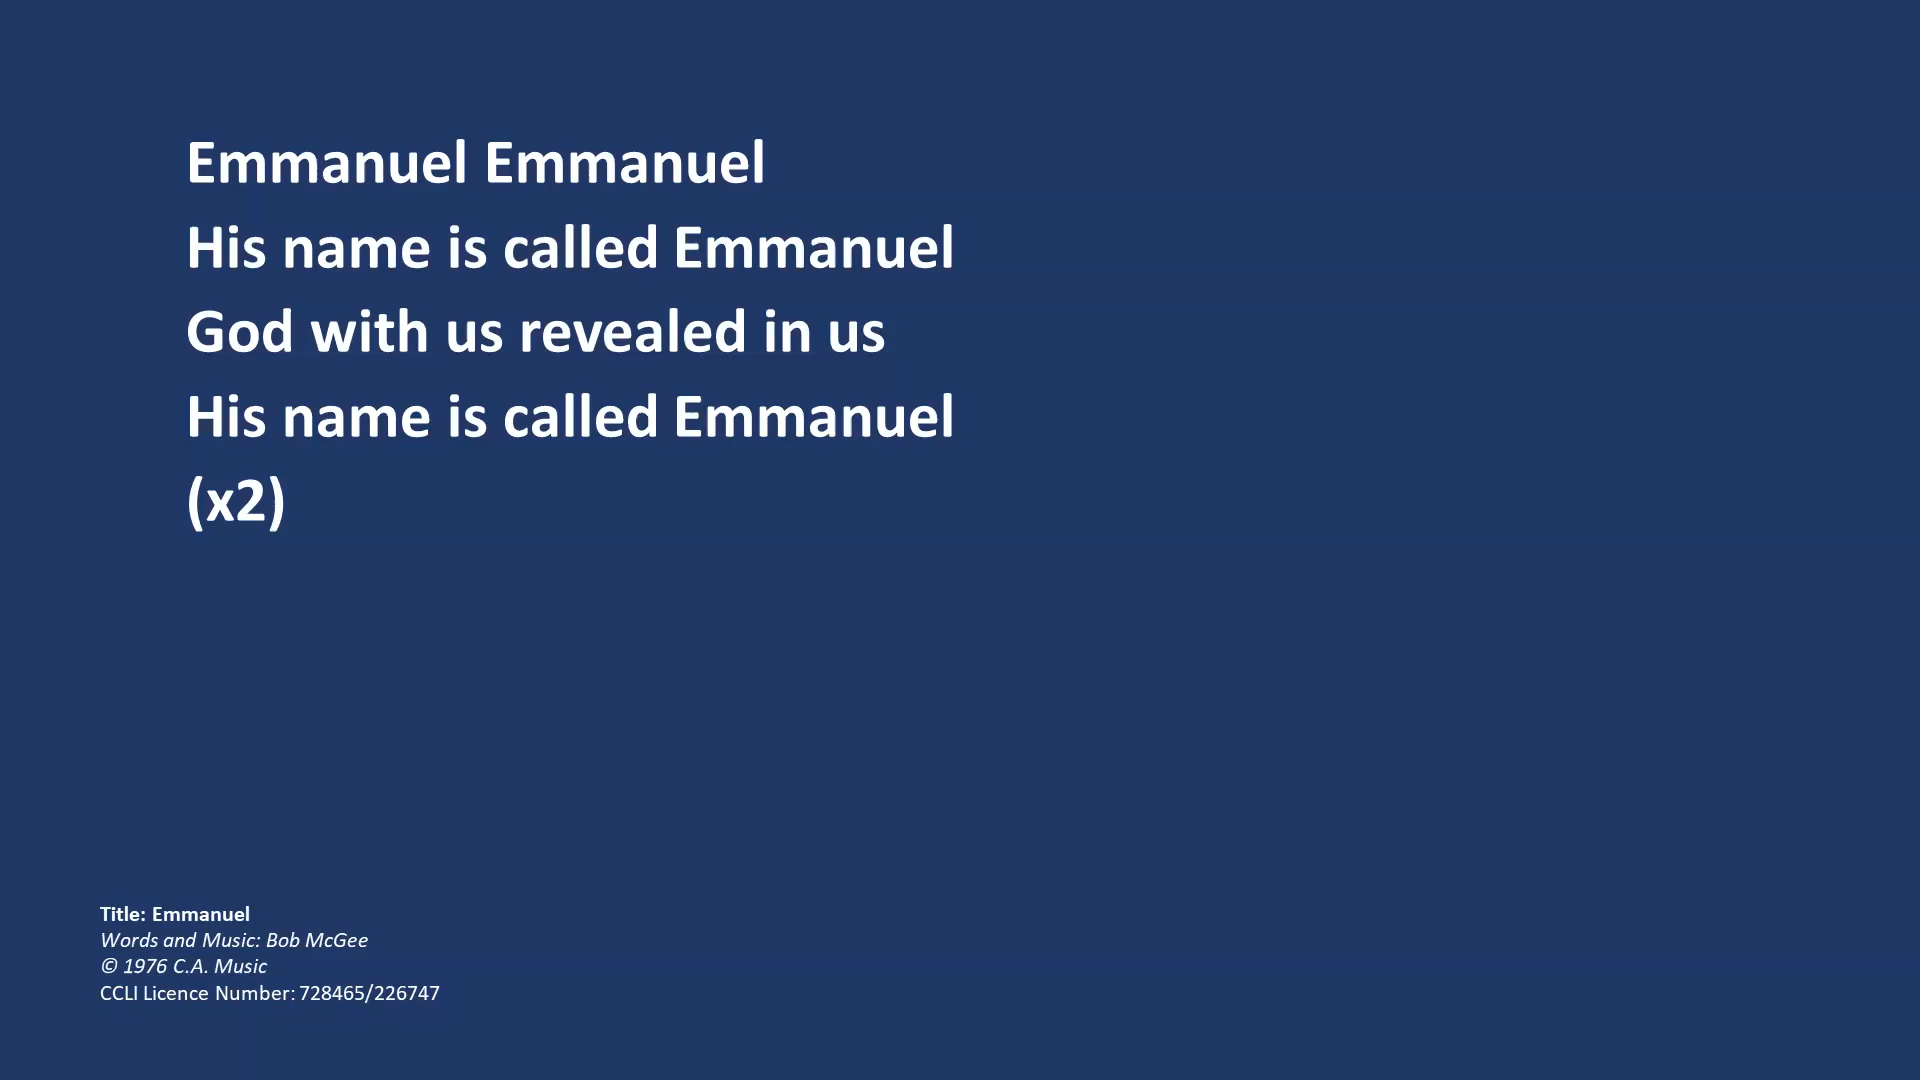 Emmanuel Emmanuel
His name is called Emmanuel
God with us revealed in us
His name is called Emmanuel
(x2)
Title: Emmanuel
Words and Music: Bob McGee
© 1976 C.A. Music
CCLI Licence Number: 728465/226747